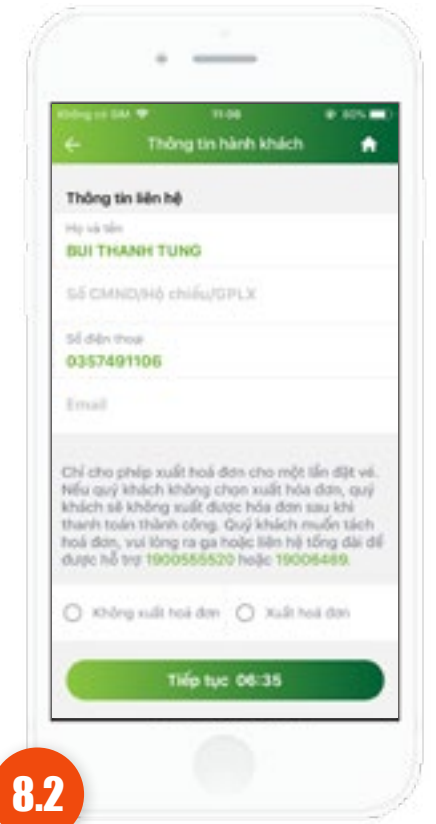 Không có SIM 11:06 60%
Thông tin hành khách
Thông tin liên hệ
Họ và tên
BUI THANH TUNG
Số CMND/Hộ chiếu/GPLX
Số điện thoại
0357491106
Email
Chỉ cho phép xuất hoá đơn cho một lần đặt vé.
Nếu quý khách không chọn xuất hóa đơn, quý
khách sẽ không xuất được hóa đơn sau khi
thanh toán thành công. Quý khách muốn tách
hoá đơn, vui lòng ra ga hoặc liên hệ tổng đài để
được hỗ trợ 1900555520 hoặc 19006469.
Không xuất hoá đơn Xuất hoá đơn
Tiếp tục 06:35
8.2